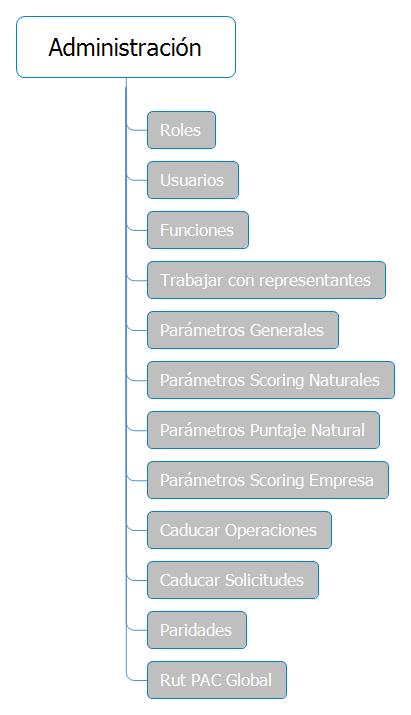 Administración
Roles
Usuarios
Funciones
Trabajar con representantes
Parámetros Generales
Parámetros Scoring Naturales
Parámetros Puntaje Natural
Parámetros Scoring Empresa
Caducar Operaciones
Caducar Solicitudes
Paridades
Rut PAC Global